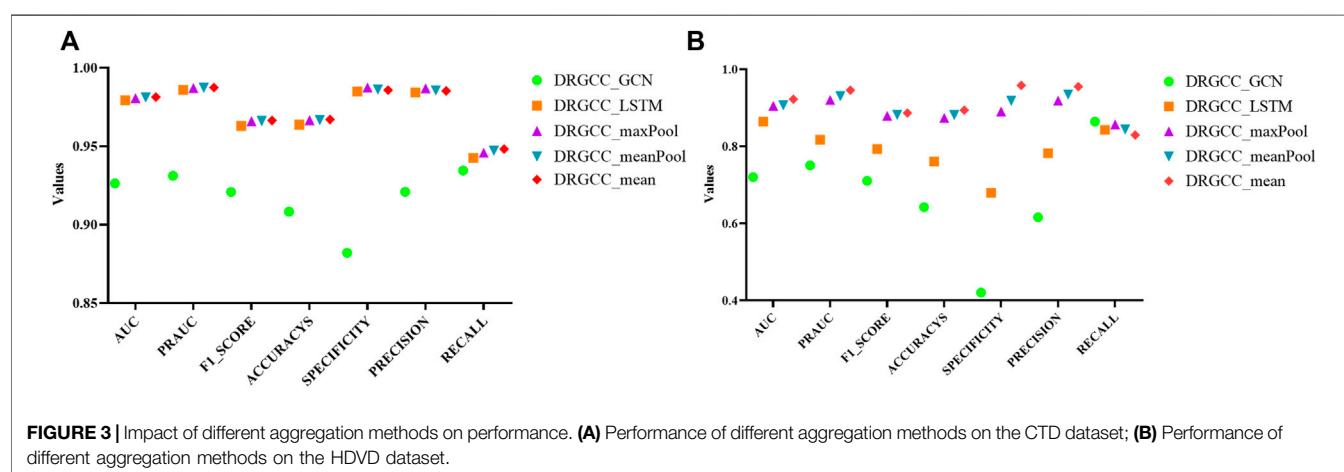 A
1.00
0.95
0.90
0.85
Values
AUC
PRAUC
F1_SCORE
ACCURACYS
SPECIFICITY
PRECISION
RECALL
DRGCC_GCN
DRGCC_LSTM
DRGCC_maxPool
DRGCC_meanPool
DRGCC_mean
B
1.0
0.8
0.6
0.4
Values
AUC
PRAUC
F1_SCORE
ACCURACYS
SPECIFICITY
PRECISION
RECALL
DRGCC_GCN
DRGCC_LSTM
DRGCC_maxPool
DRGCC_meanPool
DRGCC_mean
FIGURE 3 | Impact of different aggregation methods on performance. (A) Performance of different aggregation methods on the CTD dataset; (B) Performance of
different aggregation methods on the HDVD dataset.